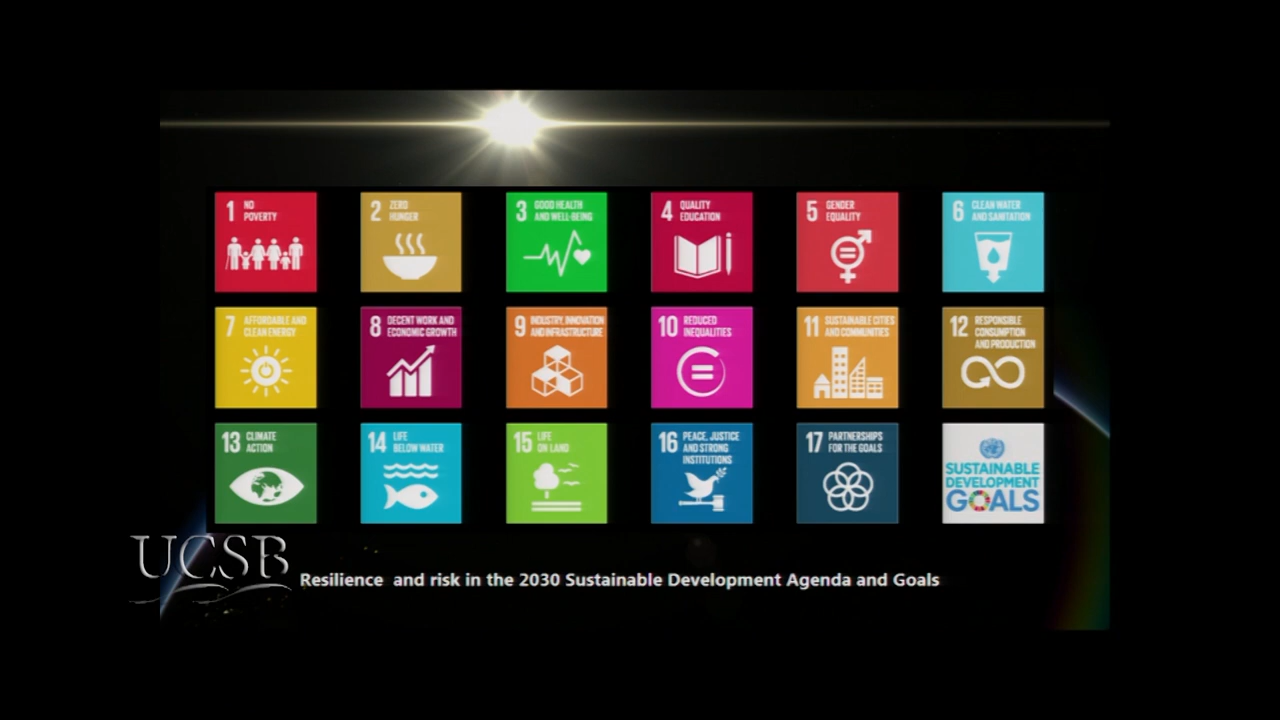 1 NO
POVERTY
2 ZERO
HUNGER
3 GOOD HEALTH
AND WELL-BEING
4 QUALITY
EDUCATION
5 GENDER
EQUALITY
6 CLEAN WATER
AND SANITATION
7 AFFORDABLE AND
CLEAN ENERGY
8 DECENT WORK AND
ECONOMIC GROWTH
9 INDUSTRY, INNOVATION
AND INFRASTRUCTURE
10 REDUCED
INEQUALITIES
11 SUSTAINABLE CITIES
AND COMMUNITIES
12 RESPONSIBLE
CONSUMPTION
AND PRODUCTION
13 CLIMATE
ACTION
14 LIFE
BELOW WATER
15 LIFE
ON LAND
16 PEACE, JUSTICE
AND STRONG
INSTITUTIONS
17 PARTNERSHIPS
FOR THE GOALS
SUSTAINABLE
DEVELOPMENT
GOALS
UCSB
Resilience and risk in the 2030 Sustainable Development Agenda and Goals